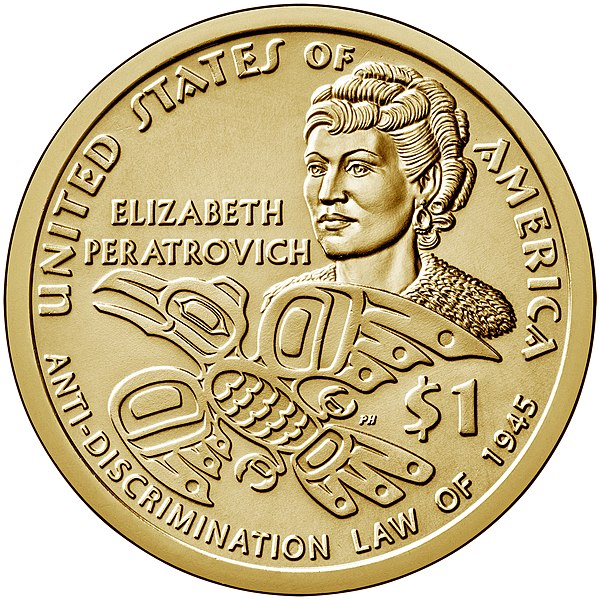 UNITED STATES OF AMERICA
ELIZABETH
PERATROVICH
$1
PH
ANTI-DISCRIMINATION LAW OF 1945